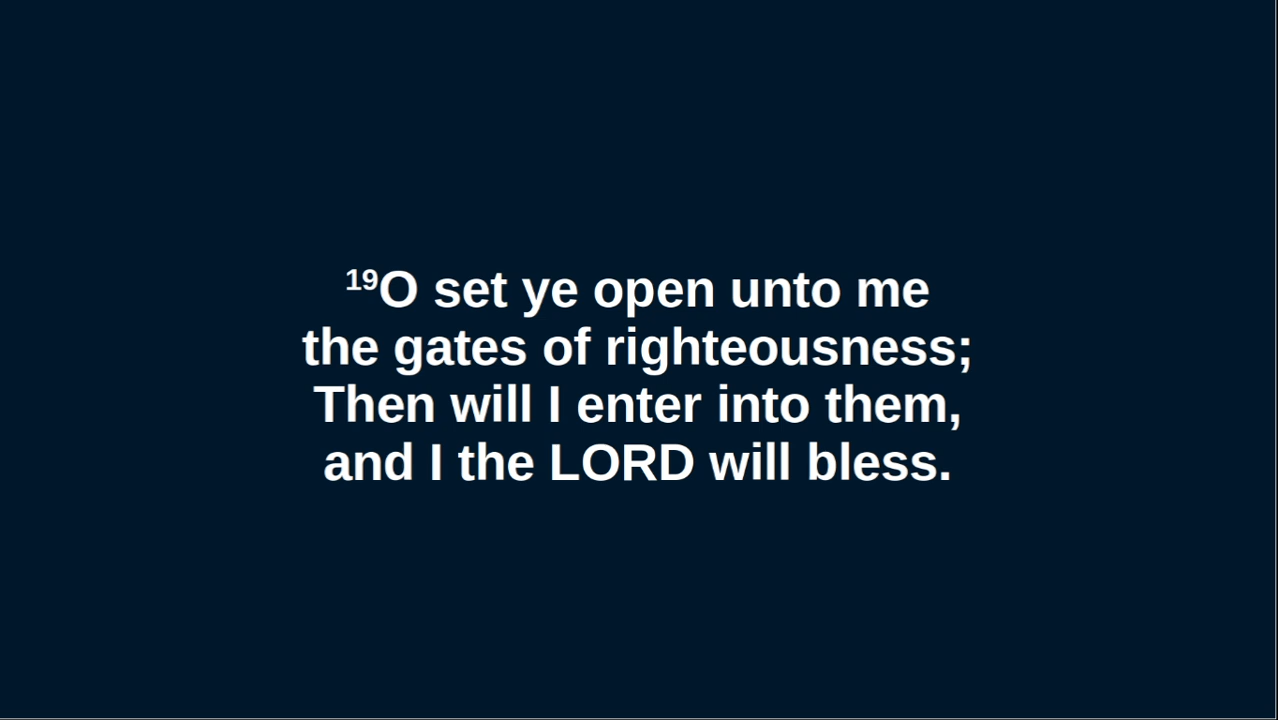 19O set ye open unto me
the gates of righteousness;
Then will I enter into them,
and I the LORD will bless.